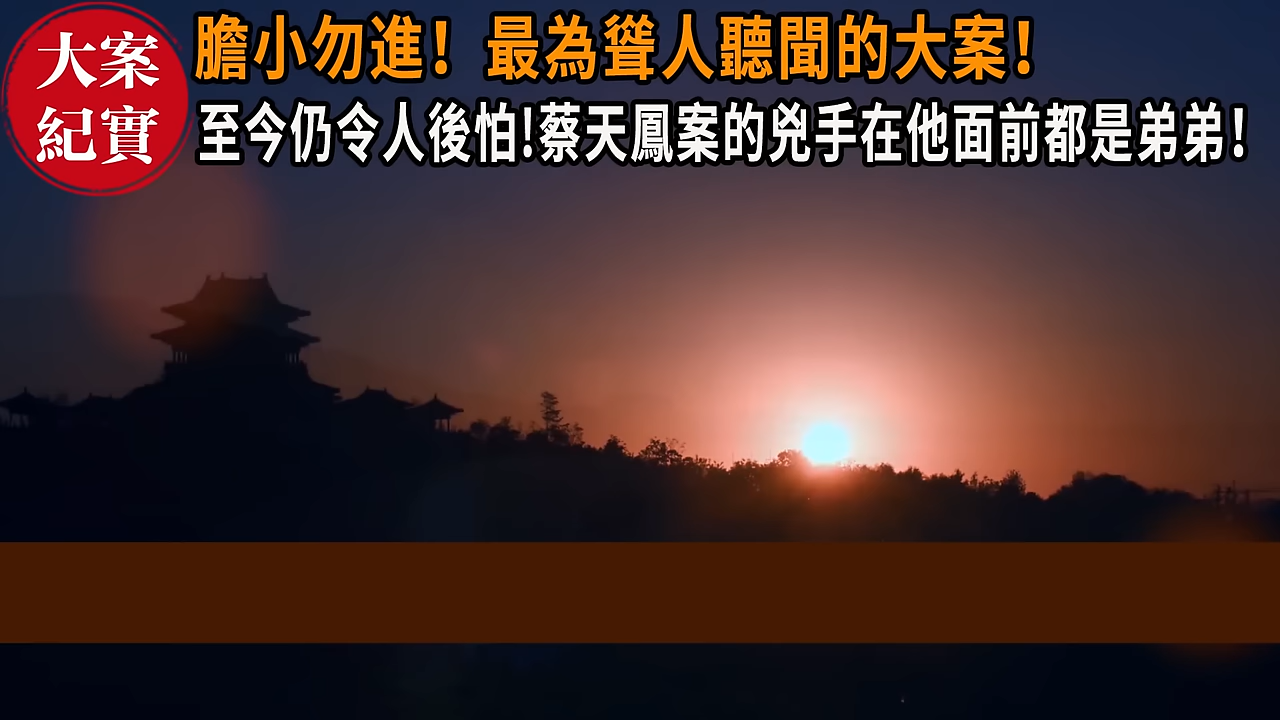 大案
紀實
膽小勿進！最為聳人聽聞的大案！
至今仍令人後怕!蔡天鳳案的兇手在他面前都是弟弟！